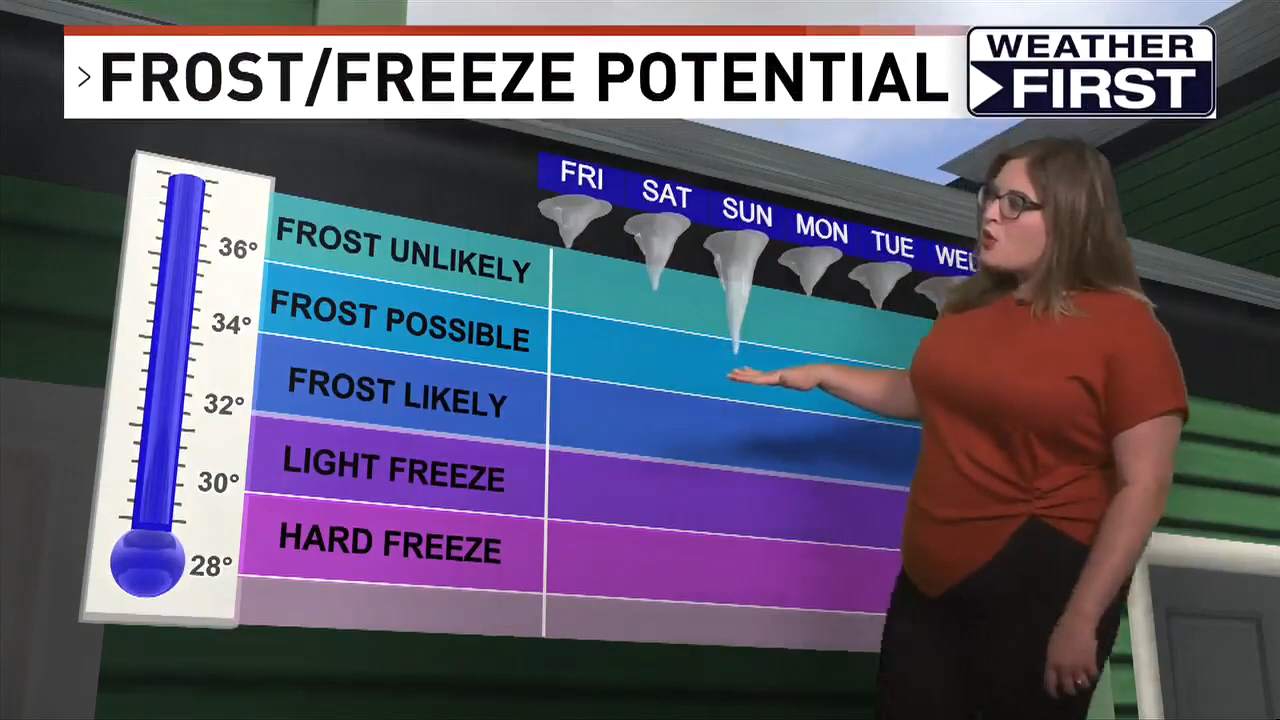 FROST/FREEZE POTENTIAL
WEATHER
FIRST
FRI SAT SUN MON TUE WED
36°
FROST UNLIKELY
34°
FROST POSSIBLE
32°
FROST LIKELY
30°
LIGHT FREEZE
28°
HARD FREEZE